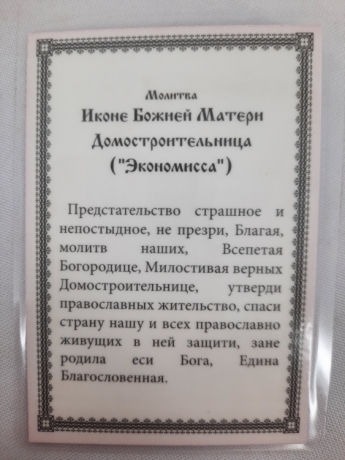 Молитва
Иконе Божией Матери
Домостроительница
("Экономисса")
Предстательство страшное и
непостыдное, не презри, Благая,
молитв наших, Всепетая
Богородице, Милостивая верных
Домостроительнице, утверди
православных жительство, спаси
страну нашу и всех православно
живущих в ней защити, зане
родила еси Бога, Едина
Благословенная.